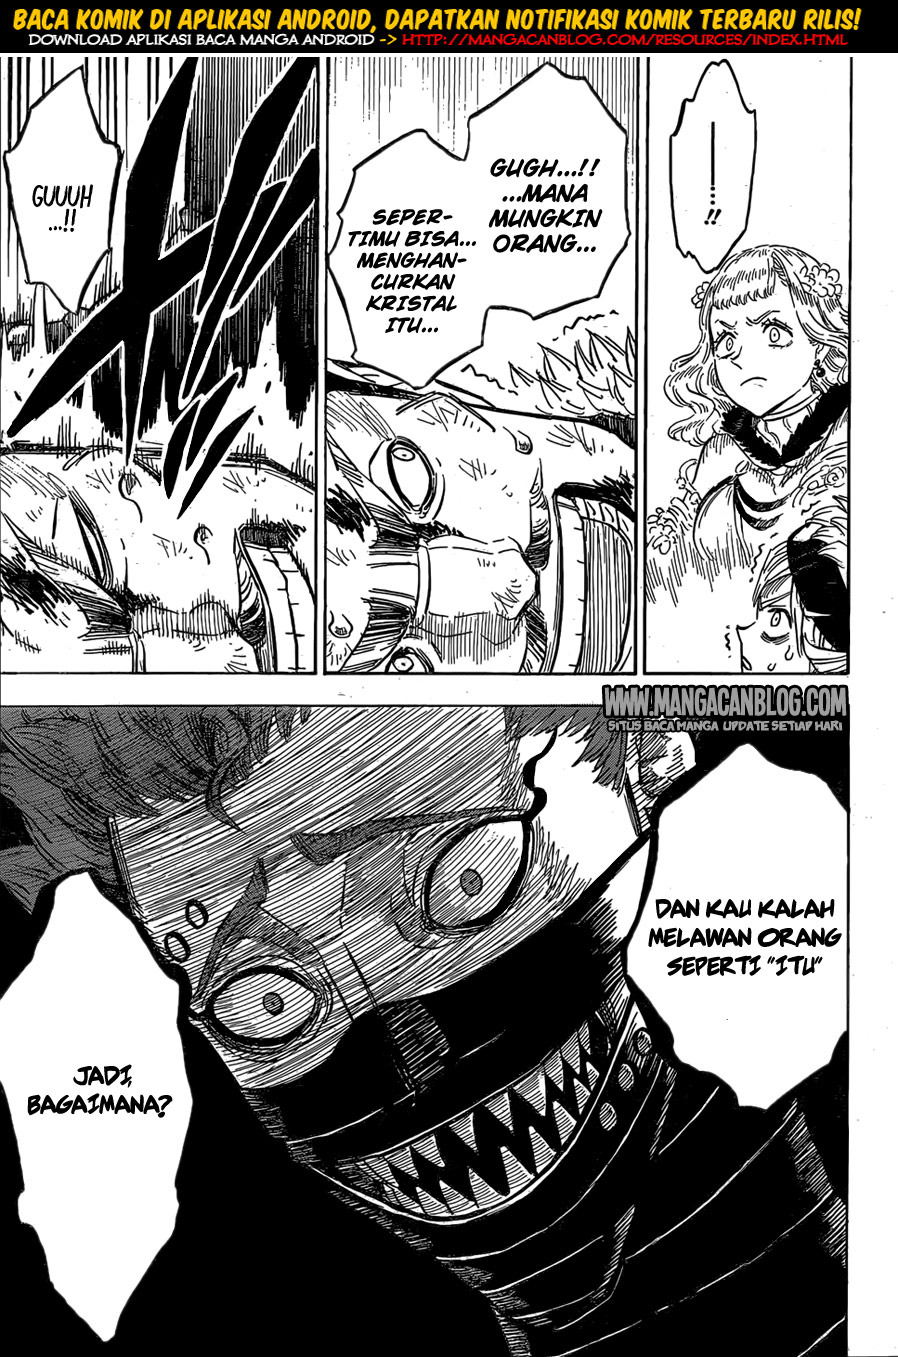 BACA KOMIK DI APLIKASI ANDROID, DAPATKAN NOTIFIKASI KOMIK TERBARU RILIS!
DOWNLOAD APLIKASI BACA MANGA ANDROID -> HTTP://MANGACANBLOG.COM/RESOURCES/INDEX.HTML
...!!
GUGH...!!
...MANA
MUNGKIN
ORANG...
SEPER-
TIMU BISA...
MENGHAN-
CURKAN
KRISTAL
ITU...
GUUUH
...!!
WWW.MANGACANBLOG.COM
SITUS BACA MANGA UPDATE SETIAP HARI
DAN KAU KALAH
MELAWAN ORANG
SEPERTI "ITU"
JADI,
BAGAIMANA?